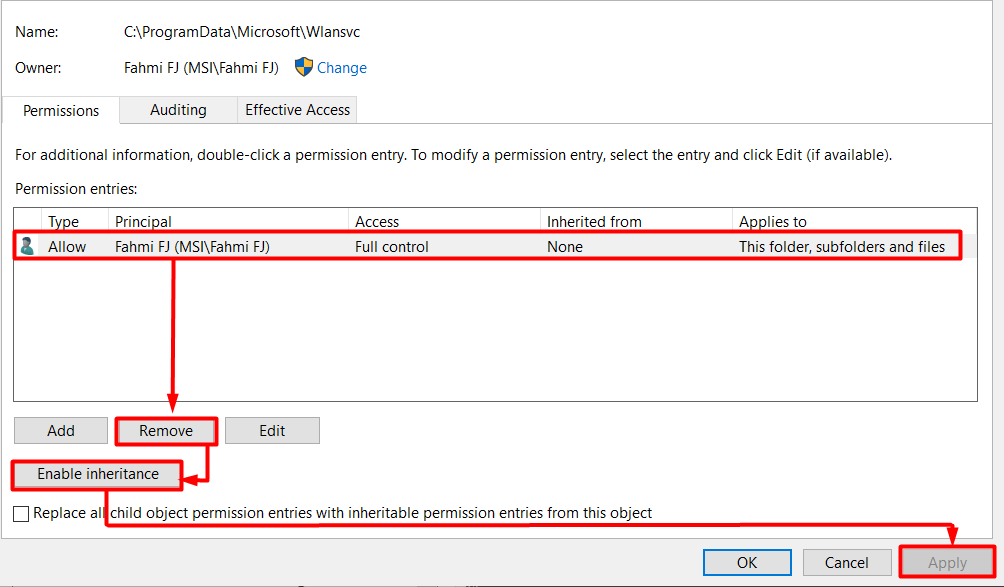 Name: C:\ProgramData\Microsoft\Wlansvc
Owner: Fahmi FJ (MSI\Fahmi FJ) Change
Permissions Auditing Effective Access
For additional information, double-click a permission entry. To modify a permission entry, select the entry and click Edit (if available).
Permission entries:
Type Principal Access Inherited from Applies to
Allow Fahmi FJ (MSI\Fahmi FJ) Full control None This folder, subfolders and files
Add Remove Edit
Enable inheritance
Replace all child object permission entries with inheritable permission entries from this object
OK Cancel Apply